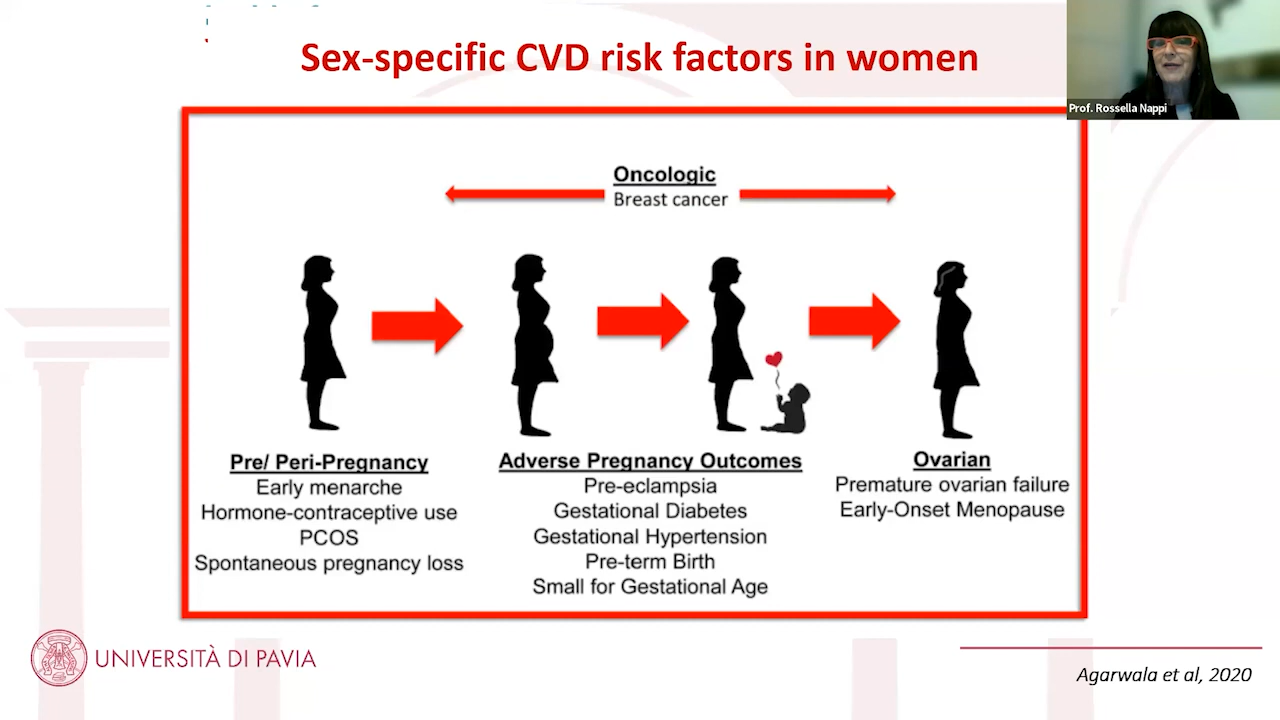 Sex-specific CVD risk factors in women
Prof. Rossella Nappi
Oncologic
Breast cancer
Pre/ Peri-Pregnancy
Early menarche
Hormone-contraceptive use
PCOS
Spontaneous pregnancy loss
Adverse Pregnancy Outcomes
Pre-eclampsia
Gestational Diabetes
Gestational Hypertension
Pre-term Birth
Small for Gestational Age
Ovarian
Premature ovarian failure
Early-Onset Menopause
UNIVERSITÀ DI PAVIA
Agarwala et al, 2020